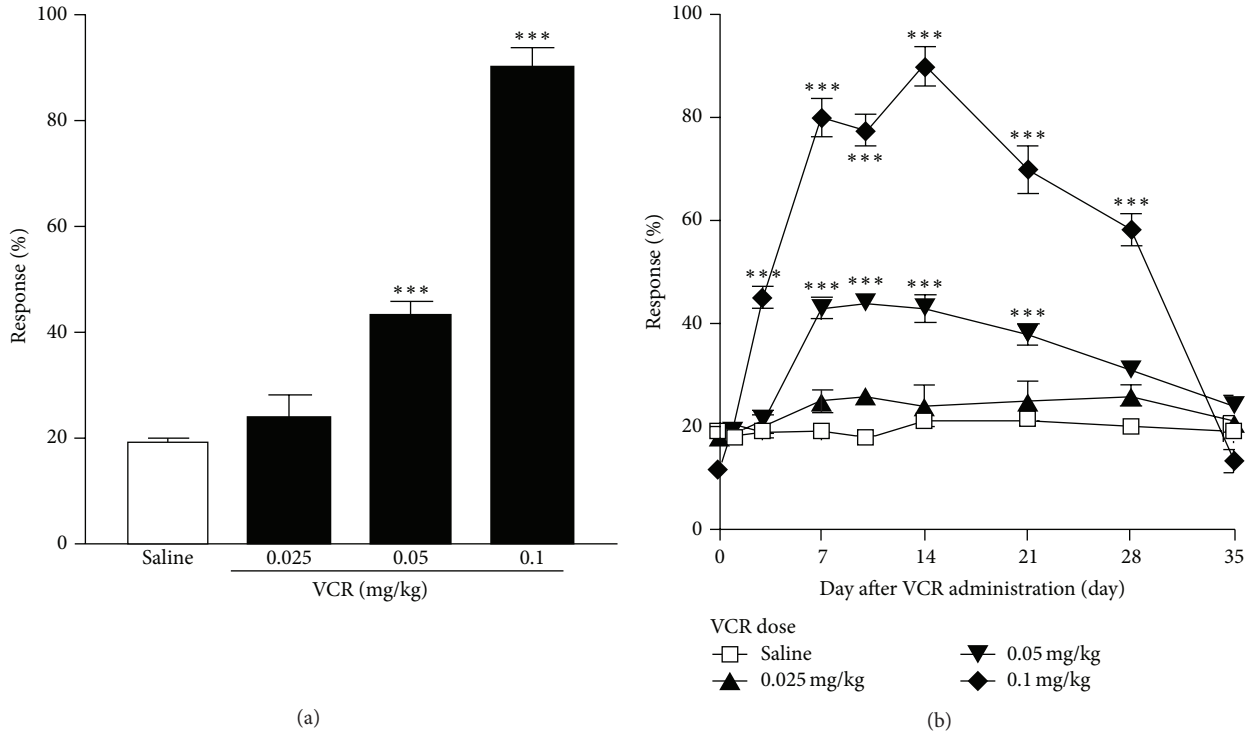 100
80
60
40
20
0
Response (%)
***
***
Saline
0.025
0.05
0.1
VCR (mg/kg)
(a)
100
80
60
40
20
0
Response (%)
***
***
***
***
***
***
***
***
***
***
0
7
14
21
28
35
Day after VCR administration (day)
VCR dose
Saline
0.025 mg/kg
0.05 mg/kg
0.1 mg/kg
(b)